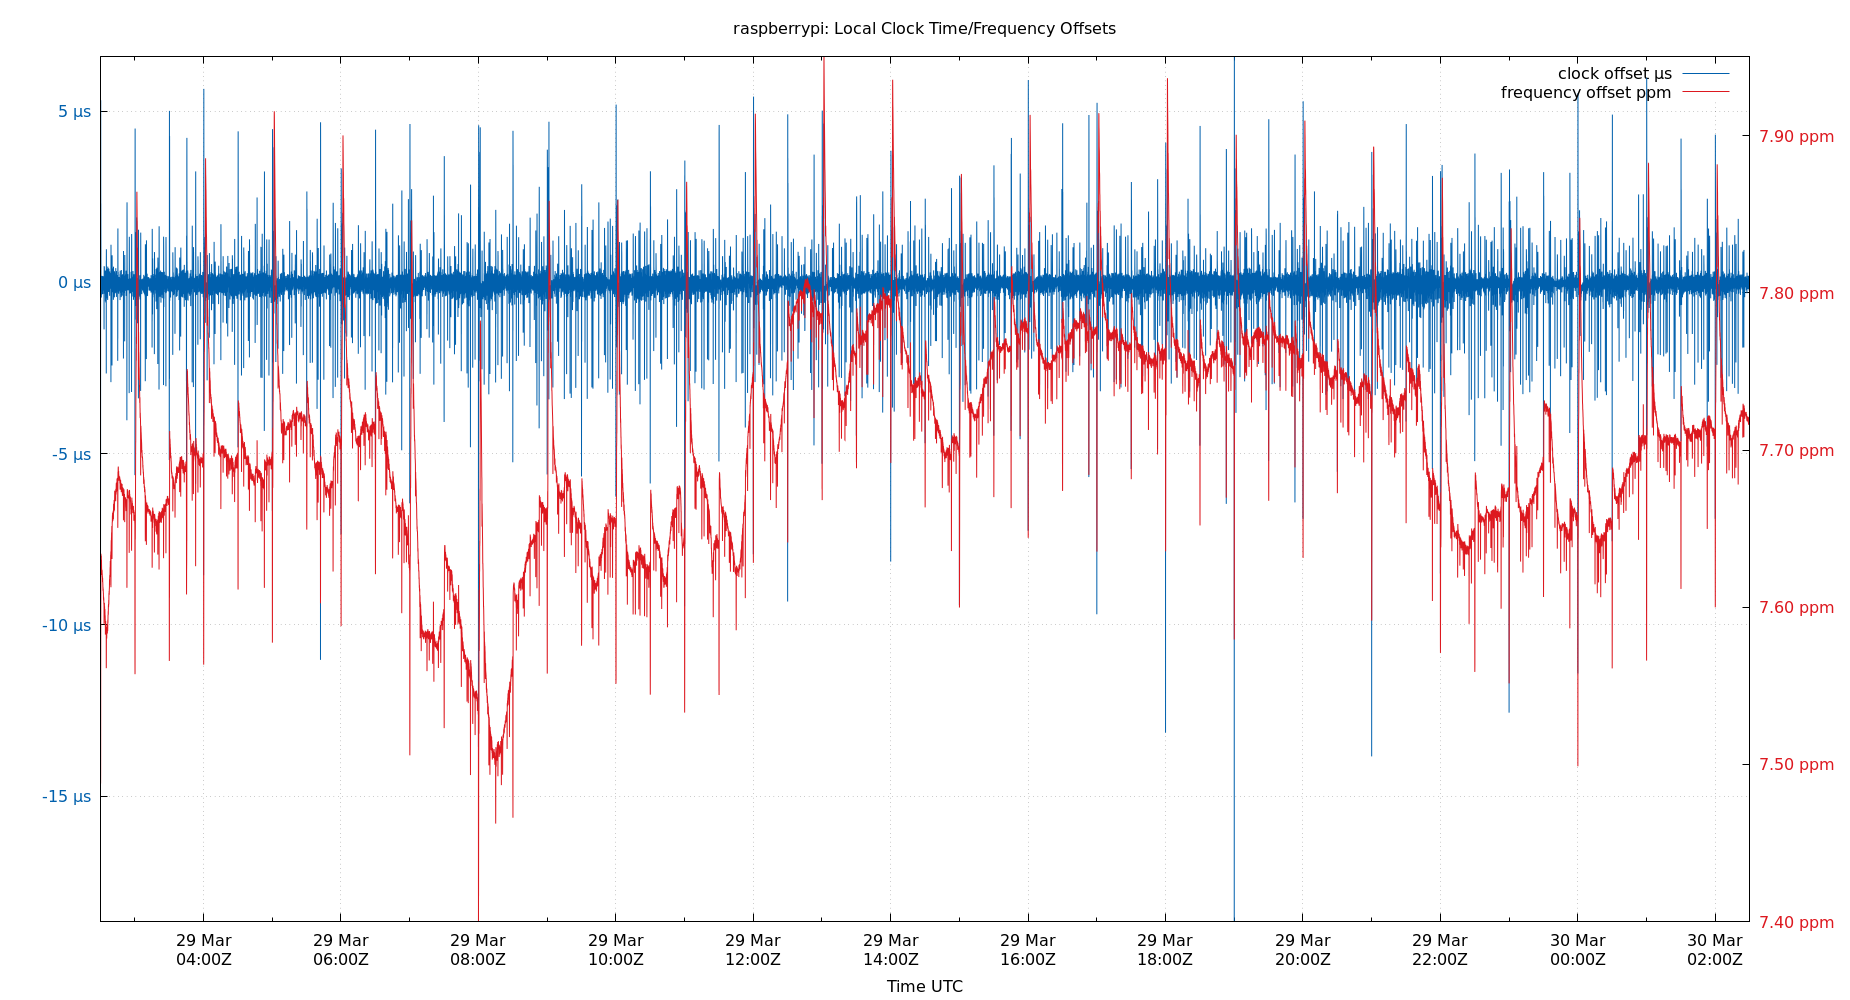 raspberrypi: Local Clock Time/Frequency Offsets
clock offset µs
frequency offset ppm
5 µs
0 µs
-5 µs
-10 µs
-15 µs
7.90 ppm
7.80 ppm
7.70 ppm
7.60 ppm
7.50 ppm
7.40 ppm
29 Mar 29 Mar 29 Mar 29 Mar 29 Mar 29 Mar 29 Mar 29 Mar 29 Mar 29 Mar 30 Mar 30 Mar
04:00Z 06:00Z 08:00Z 10:00Z 12:00Z 14:00Z 16:00Z 18:00Z 20:00Z 22:00Z 00:00Z 02:00Z
Time UTC